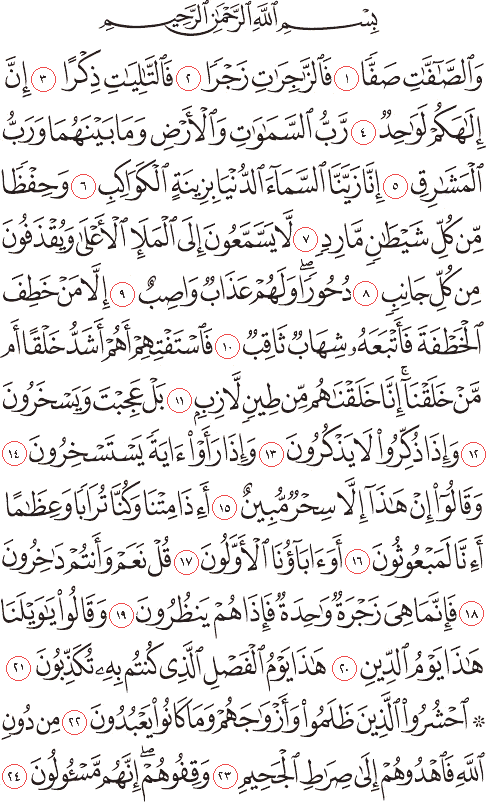 بِسْمِ ٱللَّهِ ٱلرَّحْمَٰنِ ٱلرَّحِيمِ
وَٱلصَّٰٓفَّٰتِ صَفًّا ١ فَٱلزَّٰجِرَٰتِ زَجْرًا ٢ فَٱلتَّٰلِيَٰتِ ذِكْرًا ٣ إِنَّ
إِلَٰهَكُمْ لَوَٰحِدٌ ٤ رَّبُّ ٱلسَّمَٰوَٰتِ وَٱلْأَرْضِ وَمَا بَيْنَهُمَا وَرَبُّ
ٱلْمَشَٰرِقِ ٥ إِنَّا زَيَّنَّا ٱلسَّمَآءَ ٱلدُّنْيَا بِزِينَةٍ ٱلْكَوَاكِبِ ٦ وَحِفْظًا
مِّن كُلِّ شَيْطَٰنٍ مَّارِدٍ ٧ لَّا يَسَّمَّعُونَ إِلَى ٱلْمَلَإِ ٱلْأَعْلَىٰ وَيُقْذَفُونَ
مِن كُلِّ جَانِبٍ ٨ دُحُورًا ۖ وَلَهُمْ عَذَابٌ وَاصِبٌ ٩ إِلَّا مَنْ خَطِفَ
ٱلْخَطْفَةَ فَأَتْبَعَهُۥ شِهَابٌ ثَاقِبٌ ١٠ فَٱسْتَفْتِهِمْ أَهُمْ أَشَدُّ خَلْقًا أَم
مَّنْ خَلَقْنَآ ۚ إِنَّا خَلَقْنَٰهُم مِّن طِينٍ لَّازِبٍۭ ١١ بَلْ عَجِبْتَ وَيَسْخَرُونَ
١٢ وَإِذَا ذُكِّرُوا۟ لَا يَذْكُرُونَ ١٣ وَإِذَا رَأَوْا۟ ءَايَةً يَسْتَسْخِرُونَ ١٤
وَقَالُوٓا۟ إِنْ هَٰذَآ إِلَّا سِحْرٌ مُّبِينٌ ١٥ أَءِذَا مِتْنَا وَكُنَّا تُرَابًا وَعِظَٰمًا
أَءِنَّا لَمَبْعُوثُونَ ١٦ أَوَءَابَآؤُنَا ٱلْأَوَّلُونَ ١٧ قُلْ نَعَمْ وَأَنتُمْ دَٰخِرُونَ
١٨ فَإِنَّمَا هِىَ زَجْرَةٌ وَٰحِدَةٌ فَإِذَا هُمْ يَنظُرُونَ ١٩ وَقَالُوا۟ يَٰوَيْلَنَا
هَٰذَا يَوْمُ ٱلدِّينِ ٢٠ هَٰذَا يَوْمُ ٱلْفَصْلِ ٱلَّذِى كُنتُم بِهِۦ تُكَذِّبُونَ ٢١
۞ ٱحْشُرُوا۟ ٱلَّذِينَ ظَلَمُوا۟ وَأَزْوَٰجَهُمْ وَمَا كَانُوا۟ يَعْبُدُونَ ٢٢ مِن دُونِ
ٱللَّهِ فَٱهْدُوهُمْ إِلَىٰ صِرَٰطِ ٱلْجَحِيمِ ٢٣ وَقِفُوهُمْ ۖ إِنَّهُم مَّسْـُٔولُونَ ٢٤